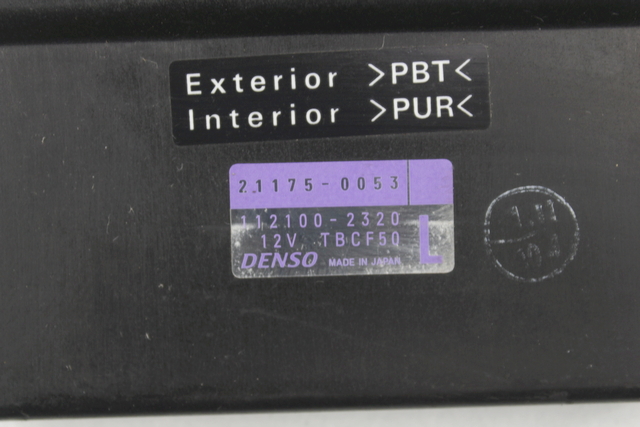 Exterior >PBT<
Interior >PUR<
21175-0053
112100-2320
12V TBCF50
L
DENSO MADE IN JAPAN